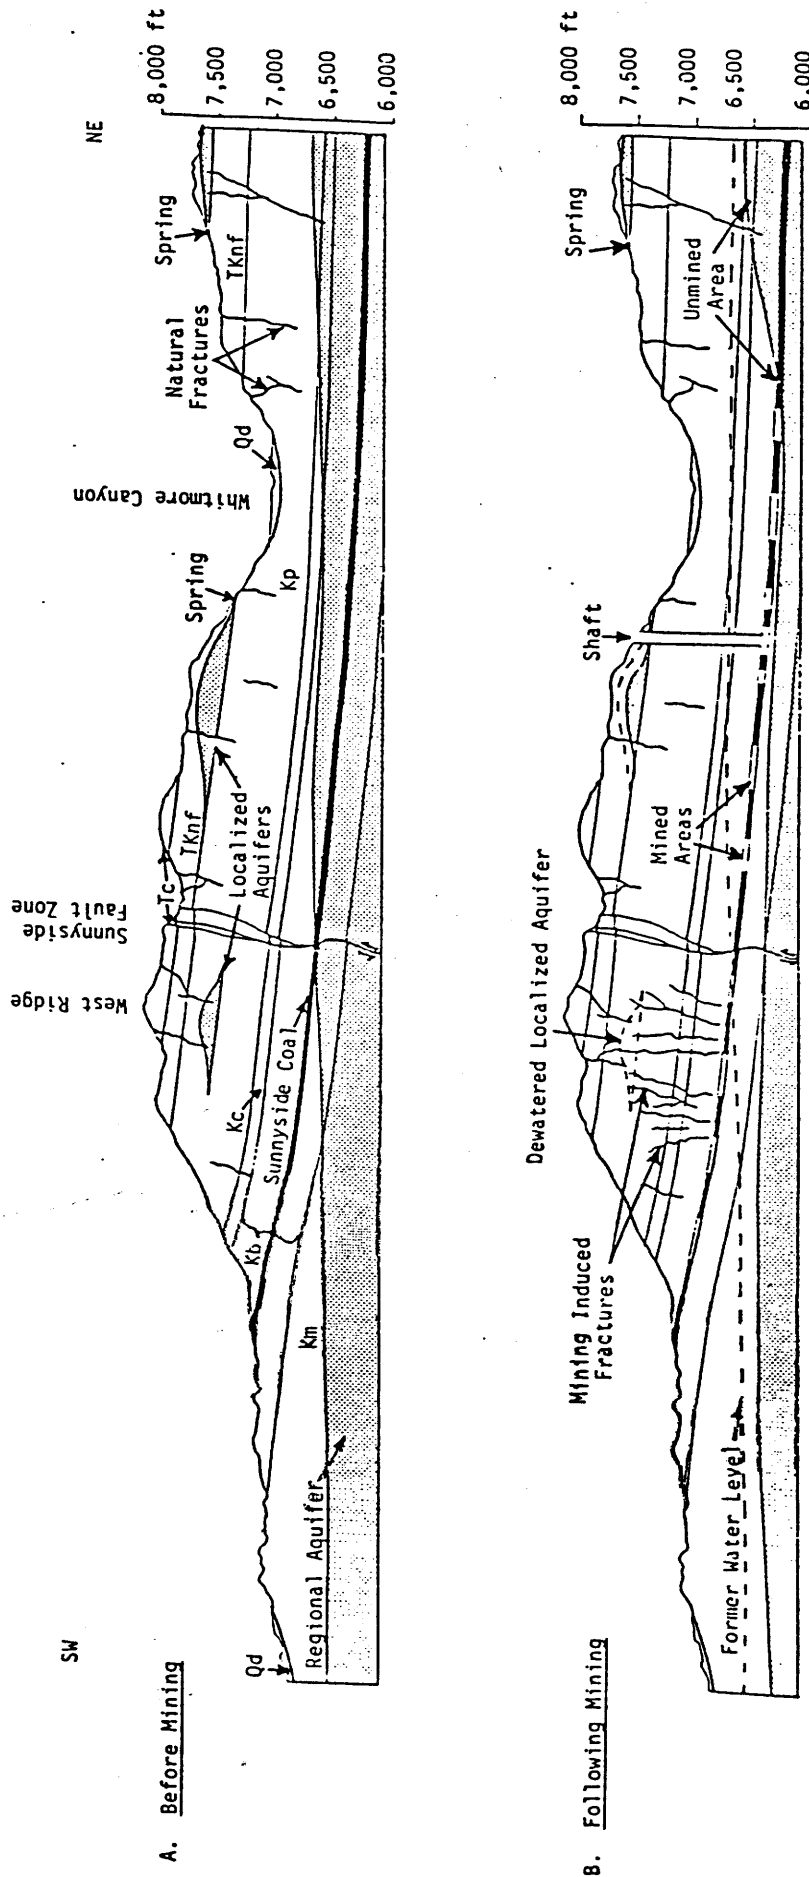 A. Before Mining
SW
NE
West Ridge
Sunnyside
Fault Zone
Whitmore Canyon
Spring
Spring
Natural
Fractures
TKnf
Qd
Kp
Tc
TKnf
Localized
Aquifers
Kc
Sunnyside Coal
Kb
Km
Regional Aquifer
Qd
8,000 ft
7,500
7,000
6,500
6,000
B. Following Mining
Spring
Shaft
Unmined
Area
Mined
Areas
Dewatered Localized Aquifer
Mining Induced
Fractures
Former Water Level
8,000 ft
7,500
7,000
6,500
6,000